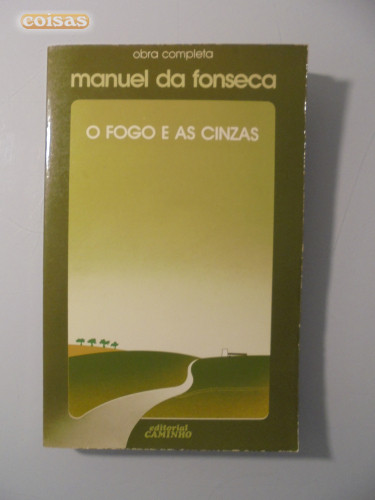 coisas
obra completa
manuel da fonseca
O FOGO E AS CINZAS
editorial
CAMINHO